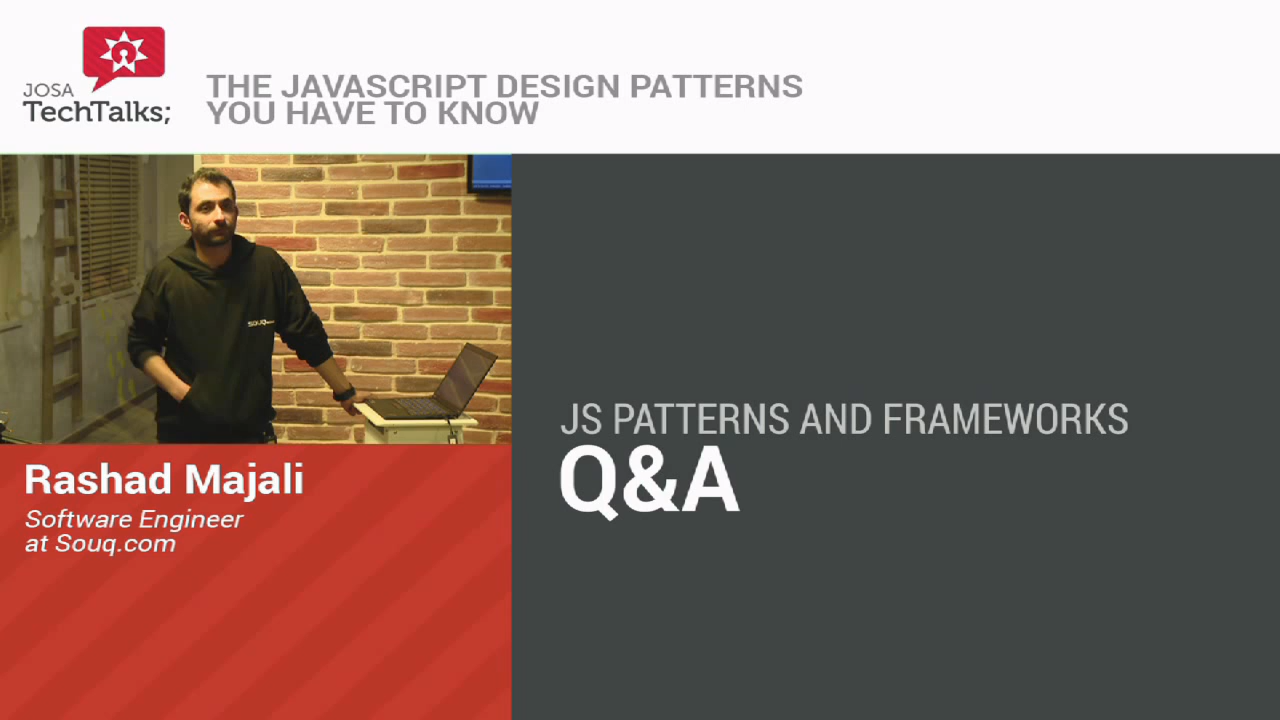 JOSA
TechTalks;
THE JAVASCRIPT DESIGN PATTERNS
YOU HAVE TO KNOW
SOUQ
JS PATTERNS AND FRAMEWORKS
Q&A
Rashad Majali
Software Engineer
at Souq.com